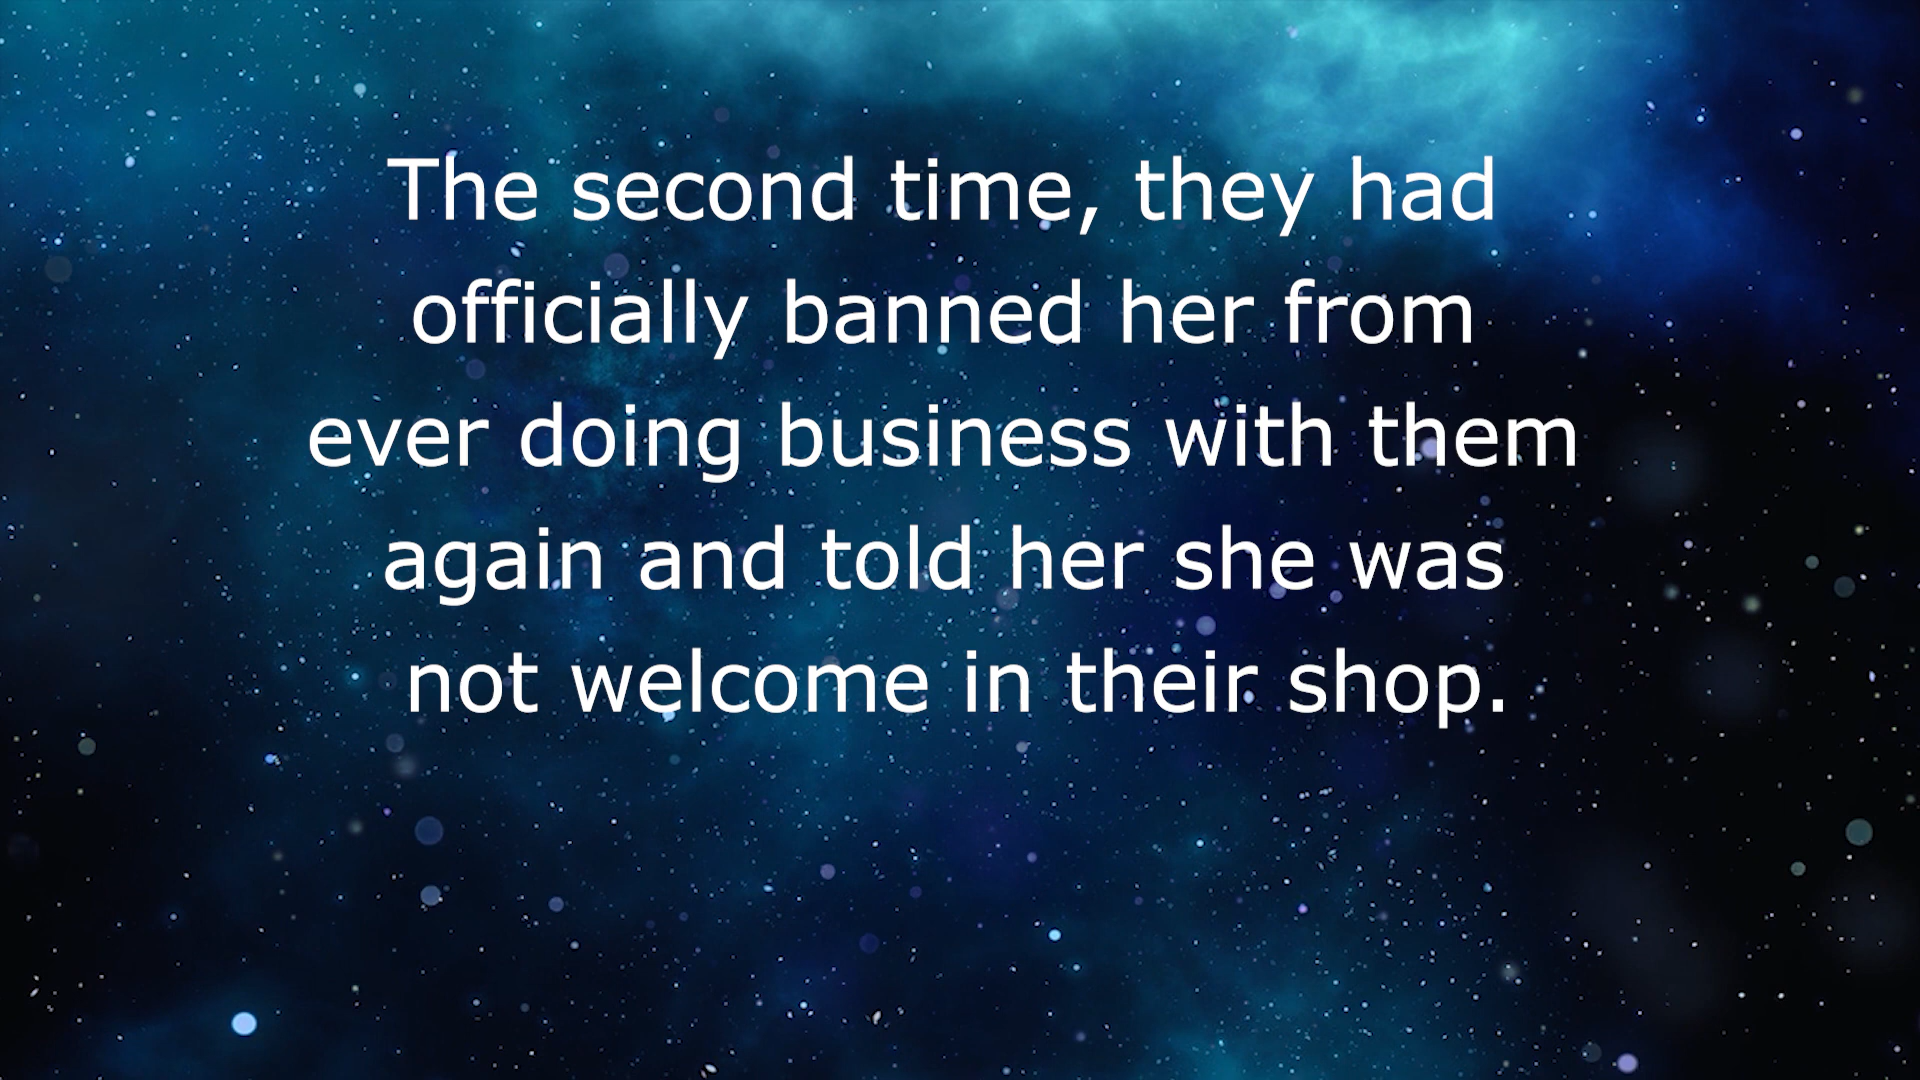 The second time, they had
officially banned her from
ever doing business with them
again and told her she was
not welcome in their shop.